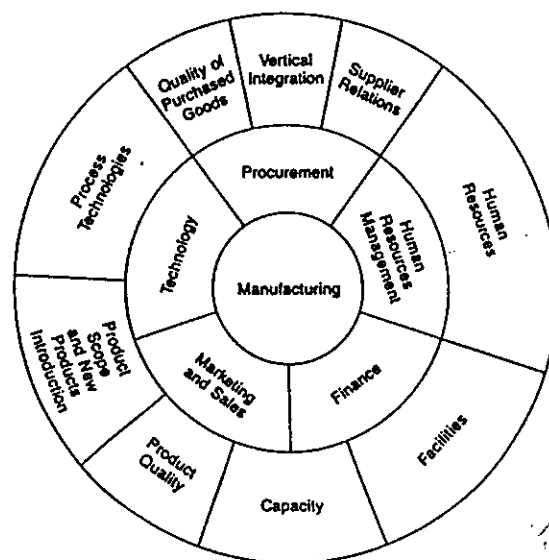 Quality of
Purchased
Goods
Vertical
Integration
Supplier
Relations
Process
Technologies
Procurement
Human
Resources
Technology
Human
Resources
Management
Manufacturing
Product
Scope
and New
Products
Introduction
Marketing
and Sales
Finance
Product
Quality
Capacity
Facilities